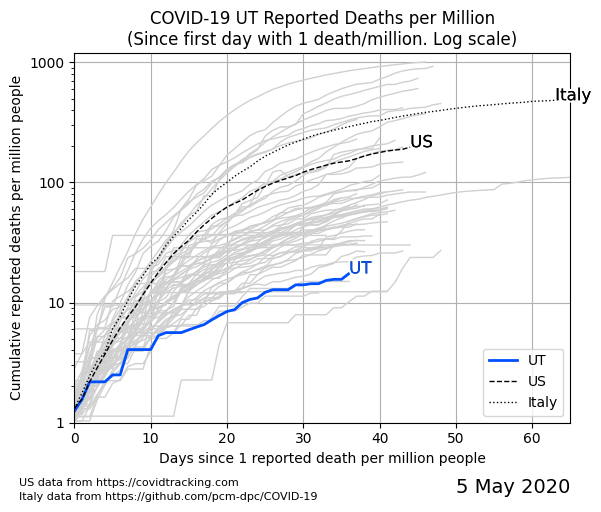 COVID-19 UT Reported Deaths per Million
(Since first day with 1 death/million. Log scale)
Cumulative reported deaths per million people
1000
100
10
1
Italy
US
UT
UT
US
Italy
0 10 20 30 40 50 60
Days since 1 reported death per million people
US data from https://covidtracking.com
Italy data from https://github.com/pcm-dpc/COVID-19
5 May 2020